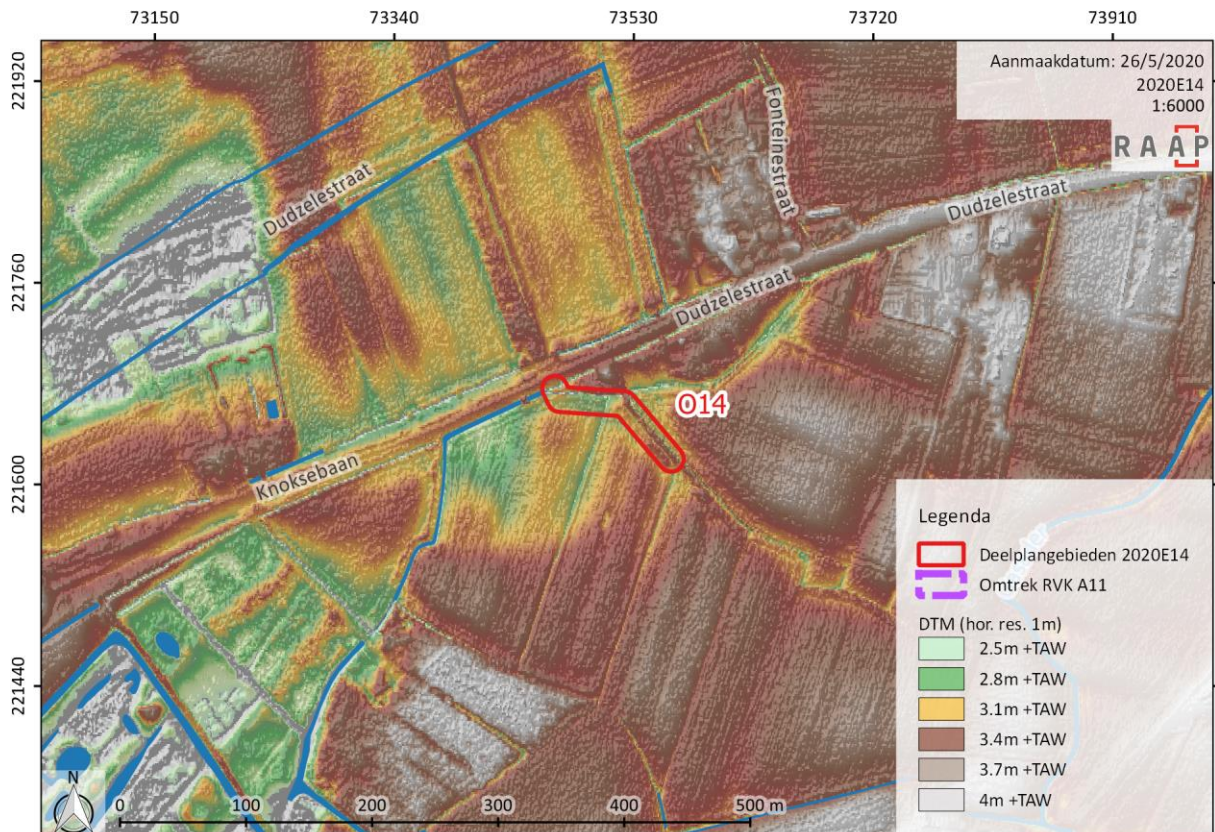 73150 73340 73530 73720 73910
221920
221760
221600
221440
Aanmaakdatum: 26/5/2020
2020E14
1:6000
RAAP
Fonteinestraat
Dudzelestraat
Dudzelestraat
Dudzelestraat
O14
Knoksebaan
Legenda
Deelplangebieden 2020E14
Omtrek RVK A11
DTM (hor. res. 1m)
2.5m +TAW
2.8m +TAW
3.1m +TAW
3.4m +TAW
3.7m +TAW
4m +TAW
N
0 100 200 300 400 500 m